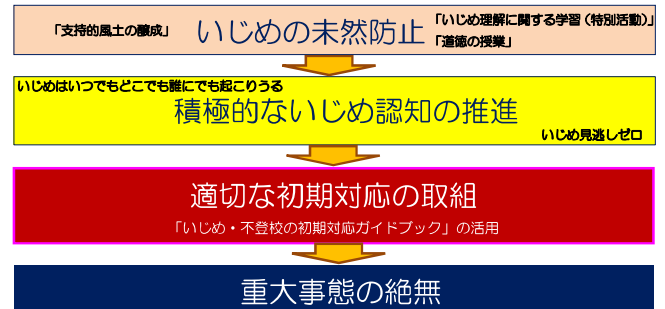 「支持的風土の醸成」
いじめの未然防止
「いじめ理解に関する学習（特別活動）」
「道徳の授業」
いじめはいつでもどこでも誰にでも起こりうる
積極的ないじめ認知の推進
いじめ見逃しゼロ
適切な初期対応の取組
「いじめ・不登校の初期対応ガイドブック」の活用
重大事態の絶無